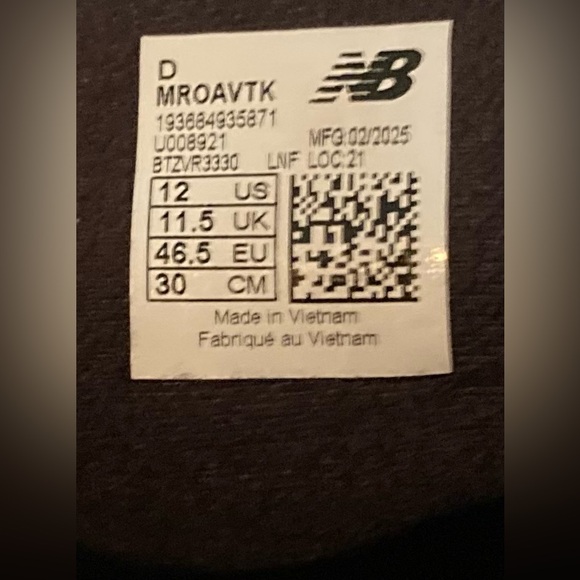 D
NB
MROAVTK
193684935871
U008921 MFG:02/2025
BTZVR3330 LNF LOC:21
12 US
11.5 UK
46.5 EU
30 CM
Made in Vietnam
Fabriqué au Vietnam